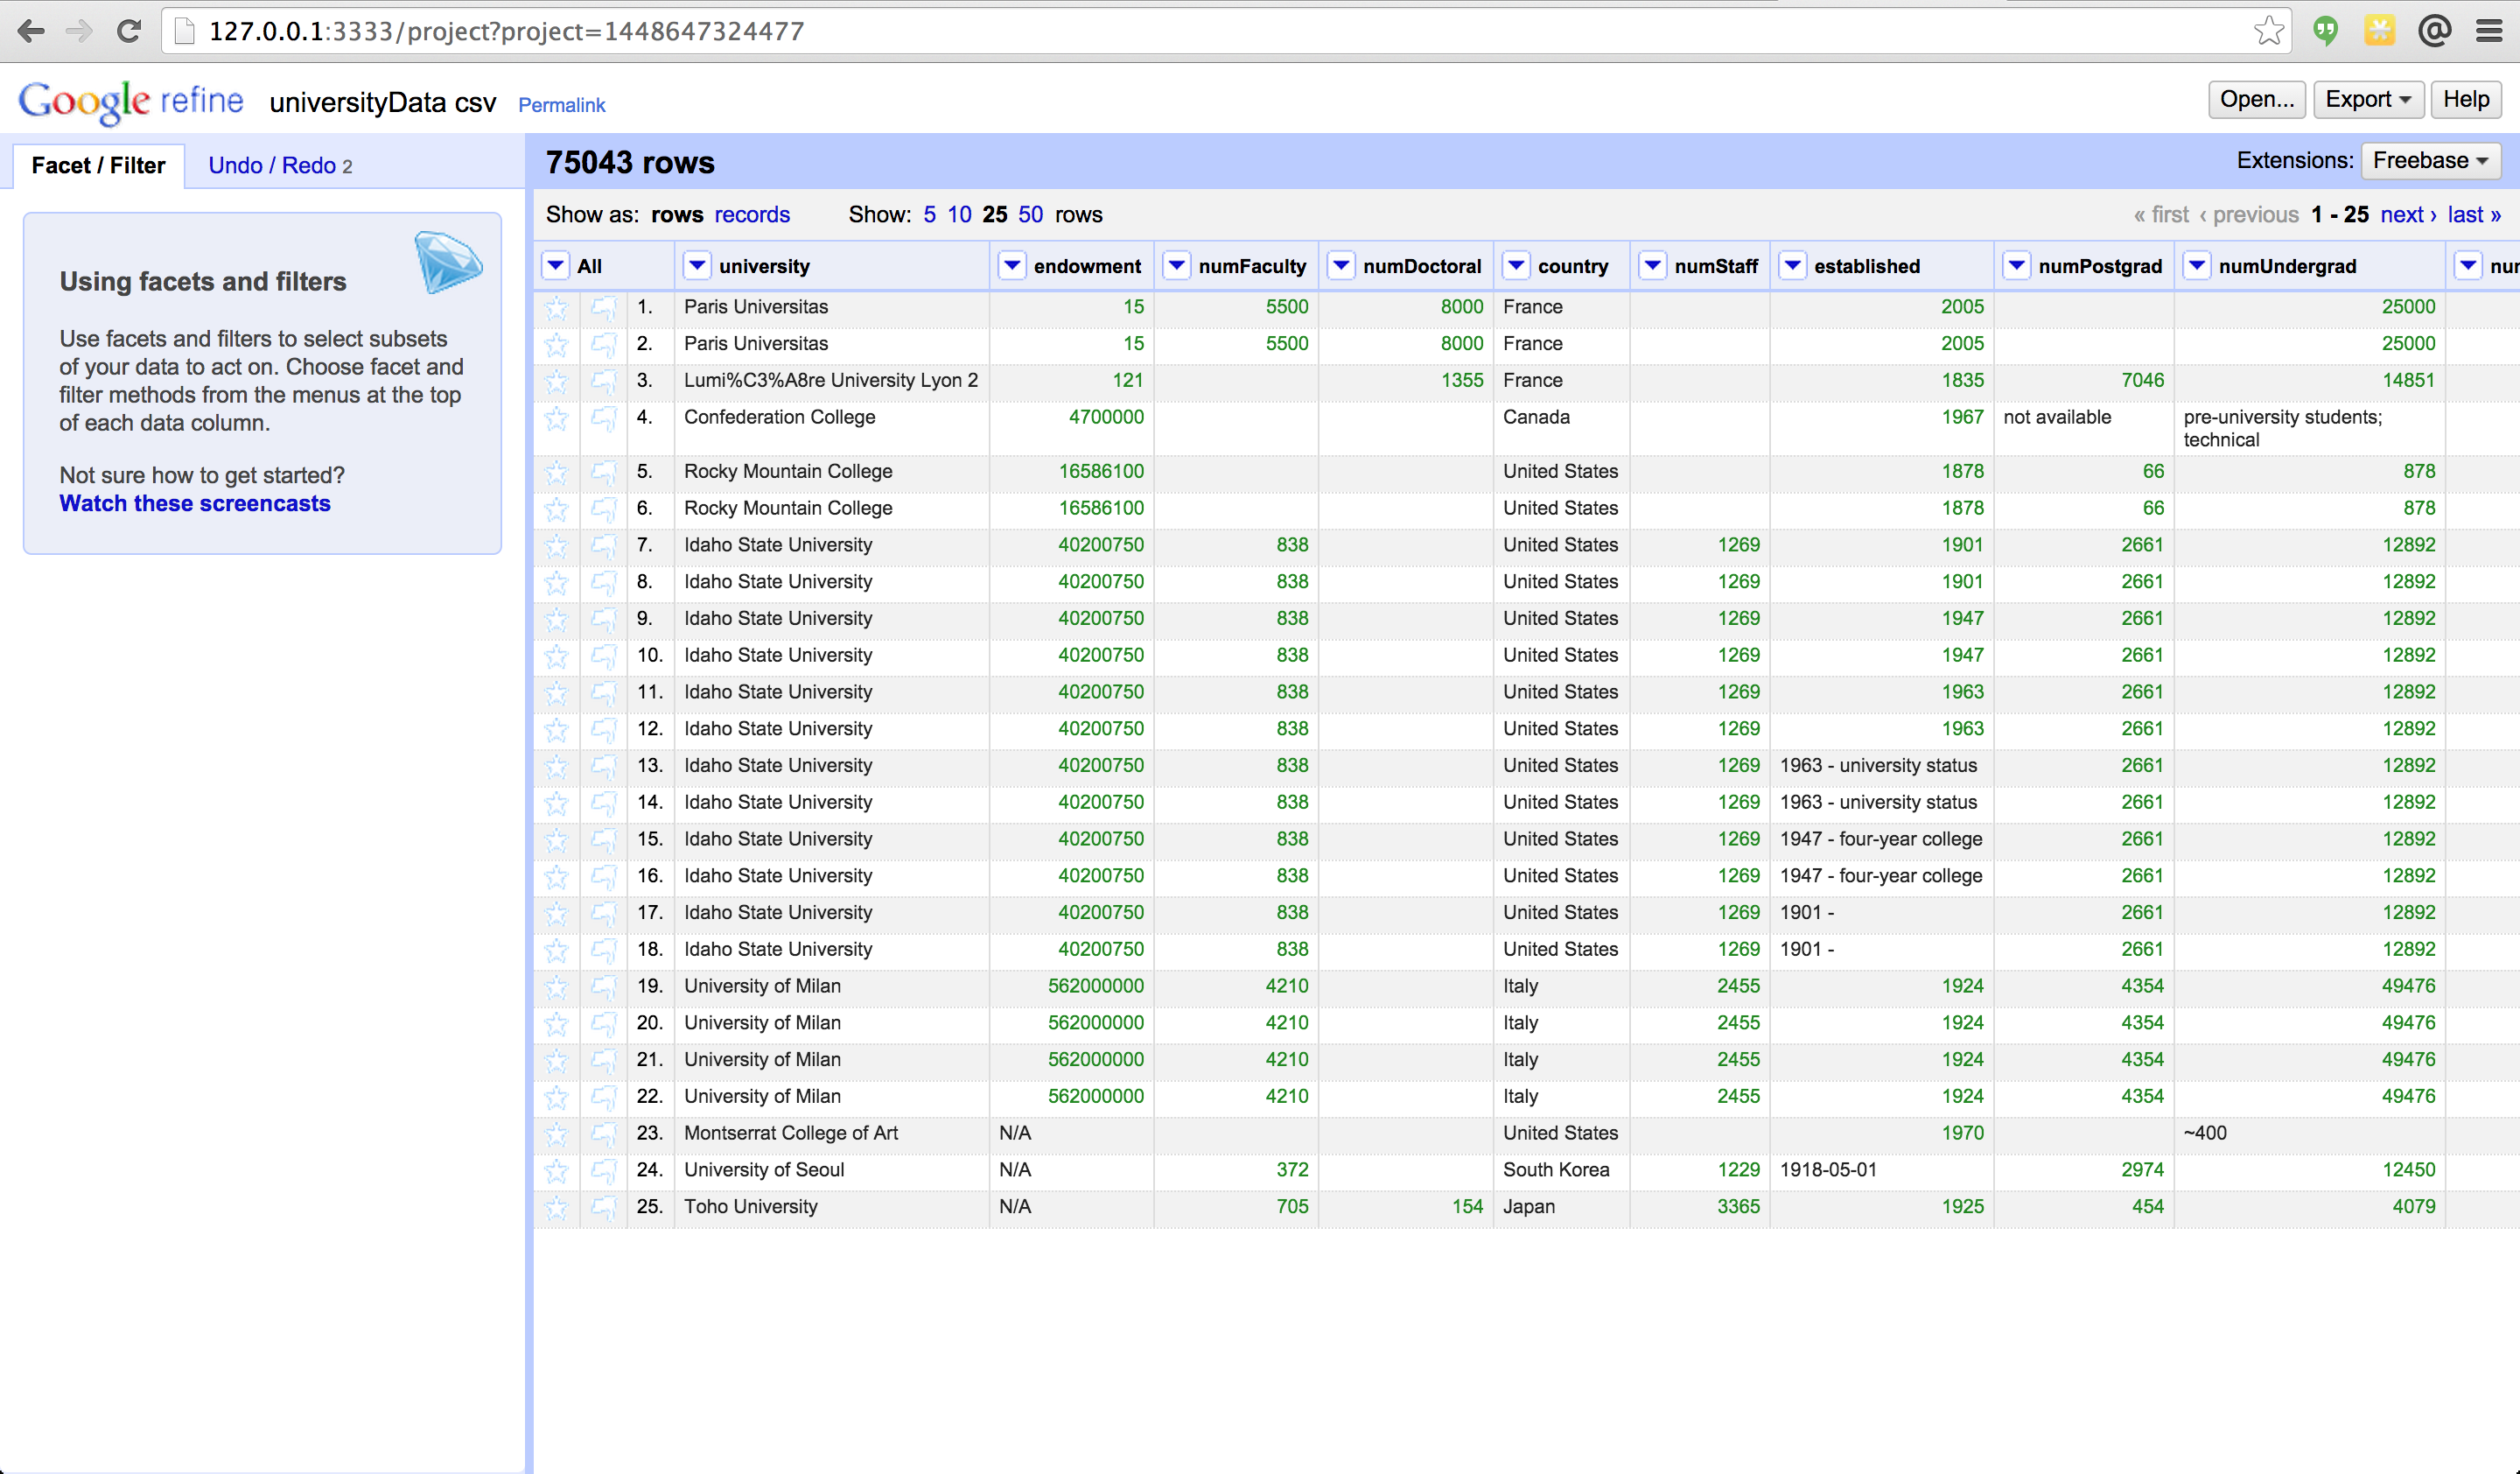 127.0.0.1:3333/project?project=1448647324477
Google refine universityData csv Permalink Open... Export Help
Facet / Filter Undo / Redo 2
75043 rows Extensions: Freebase
Show as: rows records Show: 5 10 25 50 rows « first ‹ previous 1 - 25 next › last »
Using facets and filters
Use facets and filters to select subsets
of your data to act on. Choose facet and
filter methods from the menus at the top
of each data column.
Not sure how to get started?
Watch these screencasts
All university endowment numFaculty numDoctoral country numStaff established numPostgrad numUndergrad
1. Paris Universitas 15 5500 8000 France 2005 25000
2. Paris Universitas 15 5500 8000 France 2005 25000
3. Lumi%C3%A8re University Lyon 2 121 1355 France 1835 7046 14851
4. Confederation College 4700000 Canada 1967 not available pre-university students;
technical
5. Rocky Mountain College 16586100 United States 1878 66 878
6. Rocky Mountain College 16586100 United States 1878 66 878
7. Idaho State University 40200750 838 United States 1269 1901 2661 12892
8. Idaho State University 40200750 838 United States 1269 1901 2661 12892
9. Idaho State University 40200750 838 United States 1269 1947 2661 12892
10. Idaho State University 40200750 838 United States 1269 1947 2661 12892
11. Idaho State University 40200750 838 United States 1269 1963 2661 12892
12. Idaho State University 40200750 838 United States 1269 1963 2661 12892
13. Idaho State University 40200750 838 United States 1269 1963 - university status 2661 12892
14. Idaho State University 40200750 838 United States 1269 1963 - university status 2661 12892
15. Idaho State University 40200750 838 United States 1269 1947 - four-year college 2661 12892
16. Idaho State University 40200750 838 United States 1269 1947 - four-year college 2661 12892
17. Idaho State University 40200750 838 United States 1269 1901 - 2661 12892
18. Idaho State University 40200750 838 United States 1269 1901 - 2661 12892
19. University of Milan 562000000 4210 Italy 2455 1924 4354 49476
20. University of Milan 562000000 4210 Italy 2455 1924 4354 49476
21. University of Milan 562000000 4210 Italy 2455 1924 4354 49476
22. University of Milan 562000000 4210 Italy 2455 1924 4354 49476
23. Montserrat College of Art N/A United States 1970 ~400
24. University of Seoul N/A 372 South Korea 1229 1918-05-01 2974 12450
25. Toho University N/A 705 154 Japan 3365 1925 454 4079